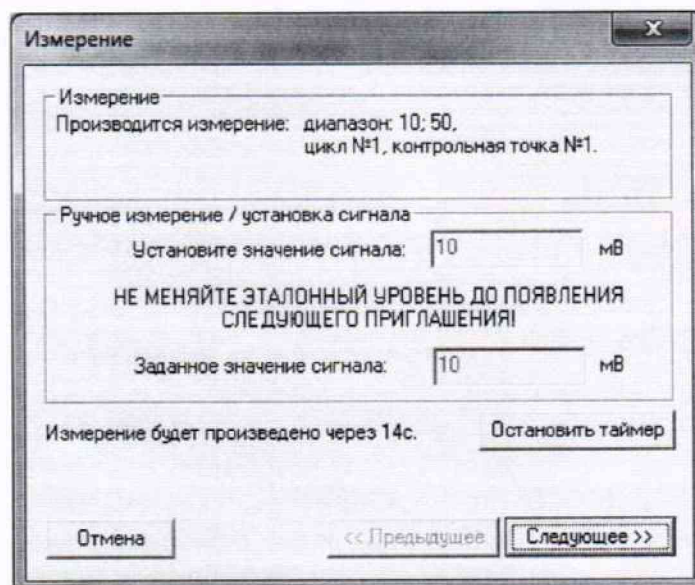 Измерение
Измерение
Производится измерение: диапазон: 10; 50,
цикл №1, контрольная точка №1.
Ручное измерение / установка сигнала
Установите значение сигнала: 10 мВ
НЕ МЕНЯЙТЕ ЭТАЛОННЫЙ УРОВЕНЬ ДО ПОЯВЛЕНИЯ
СЛЕДУЮЩЕГО ПРИГЛАШЕНИЯ!
Заданное значение сигнала: 10 мВ
Измерение будет произведено через 14с. Остановить таймер
Отмена << Предыдущее Следующее >>